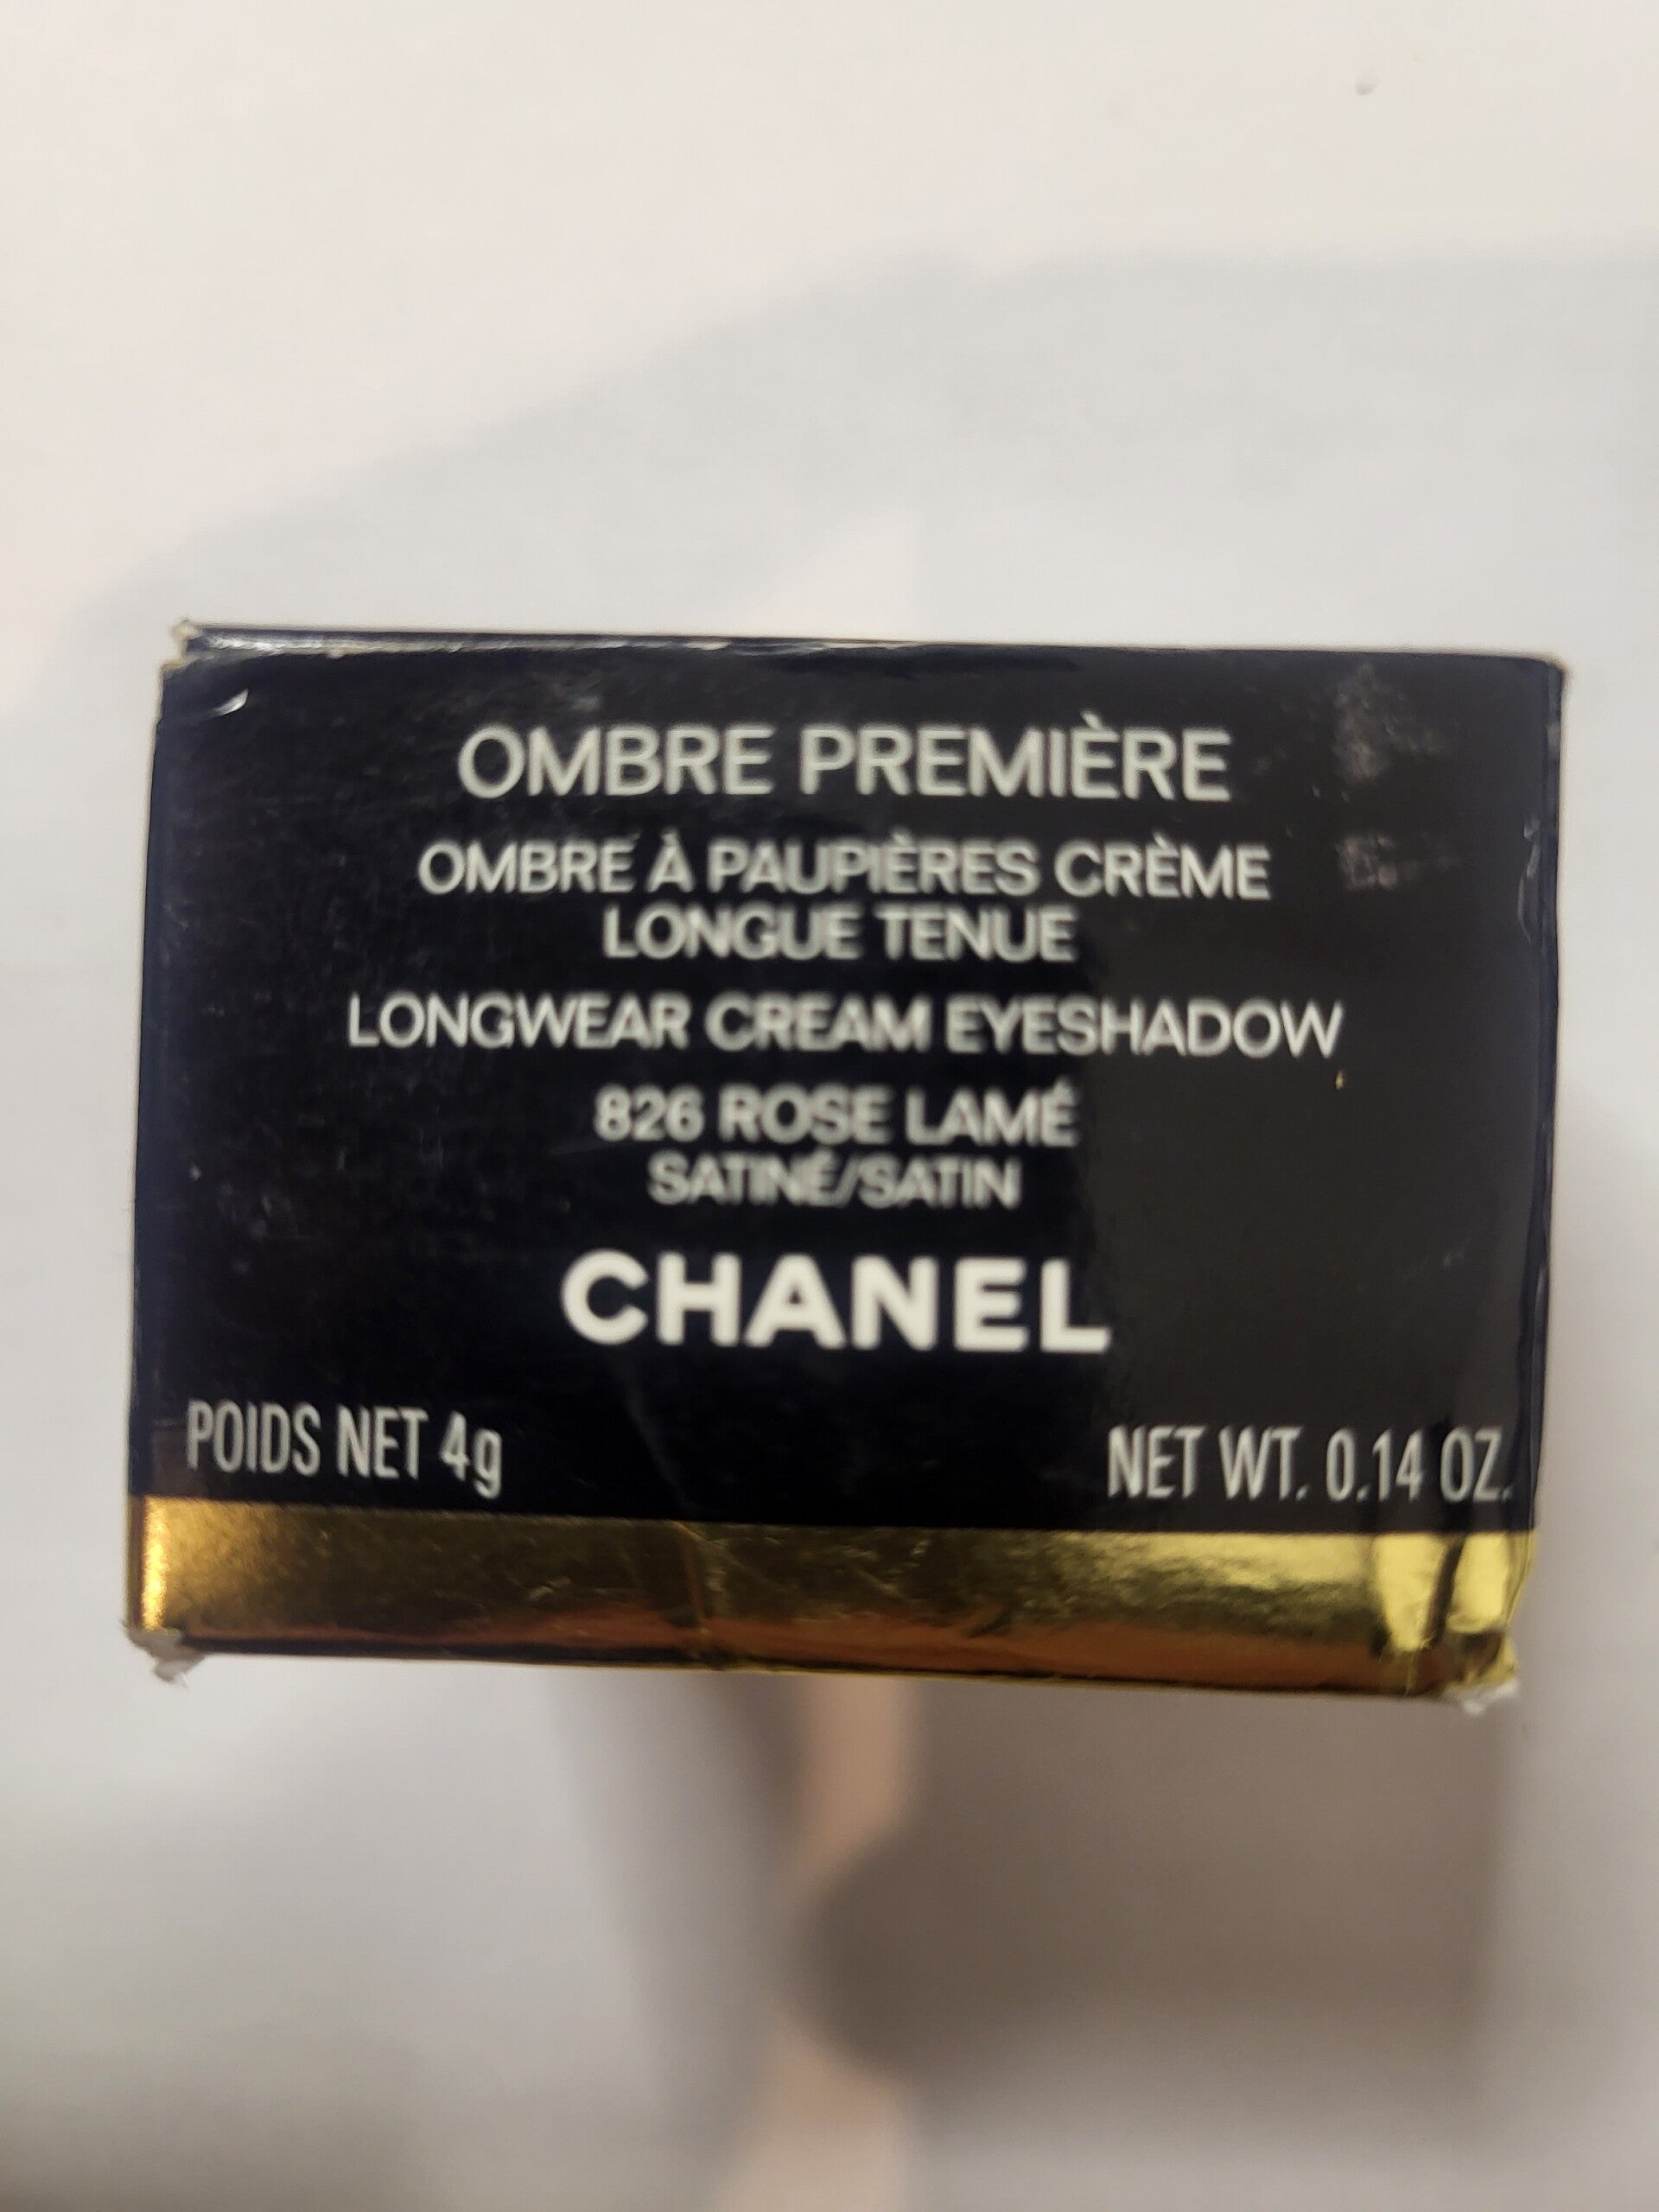 OMBRE PREMIÈRE
OMBRE À PAUPIÈRES CRÈME
LONGUE TENUE
LONGWEAR CREAM EYESHADOW
826 ROSE LAMÉ
SATINÉ/SATIN
CHANEL
POIDS NET 4g
NET WT. 0.14 OZ.